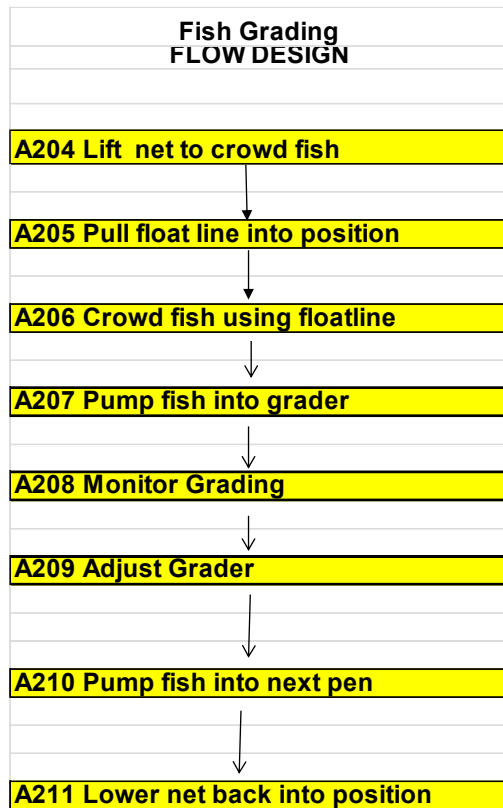 Fish Grading
FLOW DESIGN
A204 Lift net to crowd fish
A205 Pull float line into position
A206 Crowd fish using floatline
A207 Pump fish into grader
A208 Monitor Grading
A209 Adjust Grader
A210 Pump fish into next pen
A211 Lower net back into position